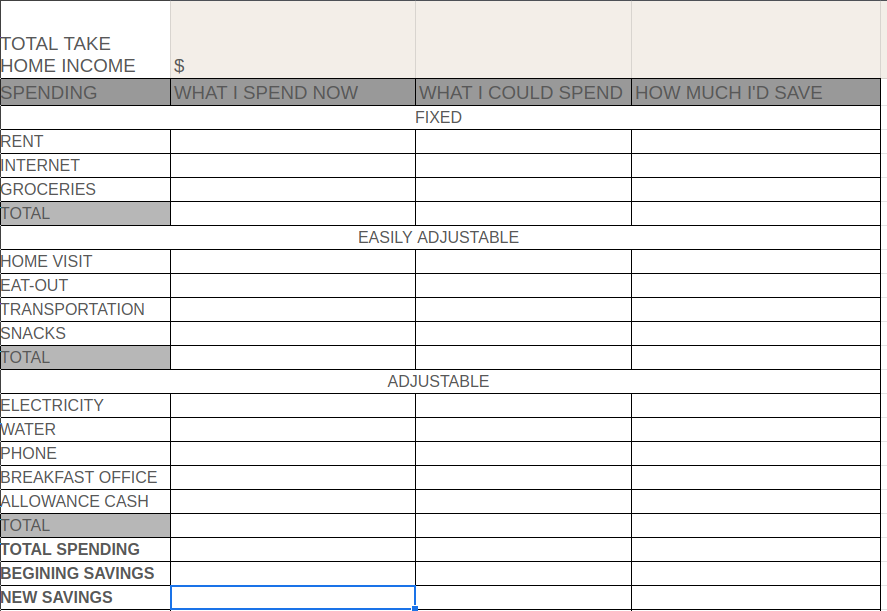 TOTAL TAKE
HOME INCOME $
SPENDING WHAT I SPEND NOW WHAT I COULD SPEND HOW MUCH I'D SAVE
FIXED
RENT
INTERNET
GROCERIES
TOTAL
EASILY ADJUSTABLE
HOME VISIT
EAT-OUT
TRANSPORTATION
SNACKS
TOTAL
ADJUSTABLE
ELECTRICITY
WATER
PHONE
BREAKFAST OFFICE
ALLOWANCE CASH
TOTAL
TOTAL SPENDING
BEGINING SAVINGS
NEW SAVINGS